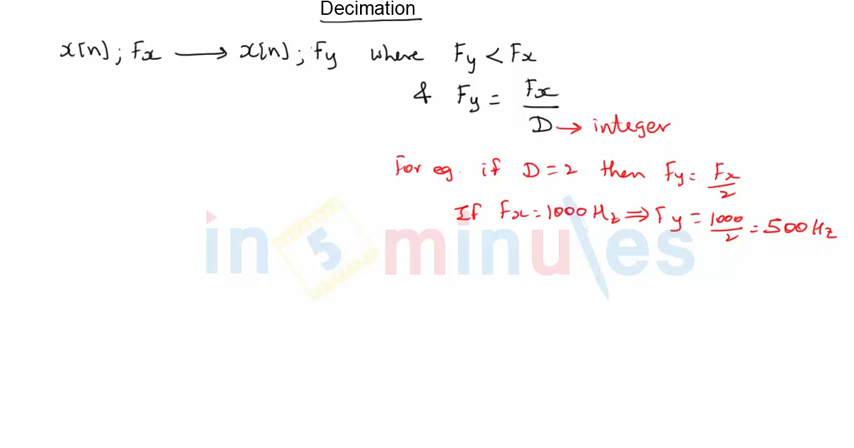 Decimation
x[n] ; Fx → x[n] ; Fy where Fy < Fx
& Fy = Fx/D → integer
For eg. if D = 2 then Fy = Fx/2
If Fx = 1000 Hz ⇒ Fy = 1000/2 = 500 Hz
in 5 minutes